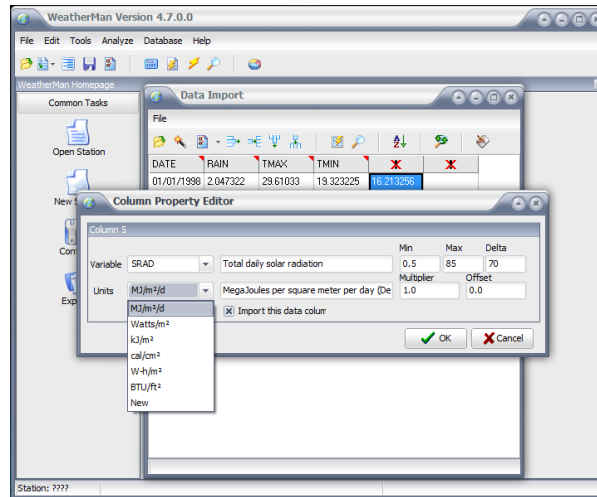 WeatherMan Version 4.7.0.0
File Edit Tools Analyze Database Help
WeatherMan Homepage
Common Tasks
Open Station
New S
Con
Exp
Data Import
File
DATE RAIN TMAX TMIN
01/01/1998 2.047322 29.61033 19.323225 16.213256
Column Property Editor
Column 5
Min Max Delta
Variable SRAD Total daily solar radiation 0.5 85 70
Multiplier Offset
Units MJ/m²/d MegaJoules per square meter per day (De 1.0 0.0
MJ/m²/d
Import this data colum
Watts/m²
kJ/m²
OK Cancel
cal/cm²
W-h/m²
BTU/ft²
New
Station: ????